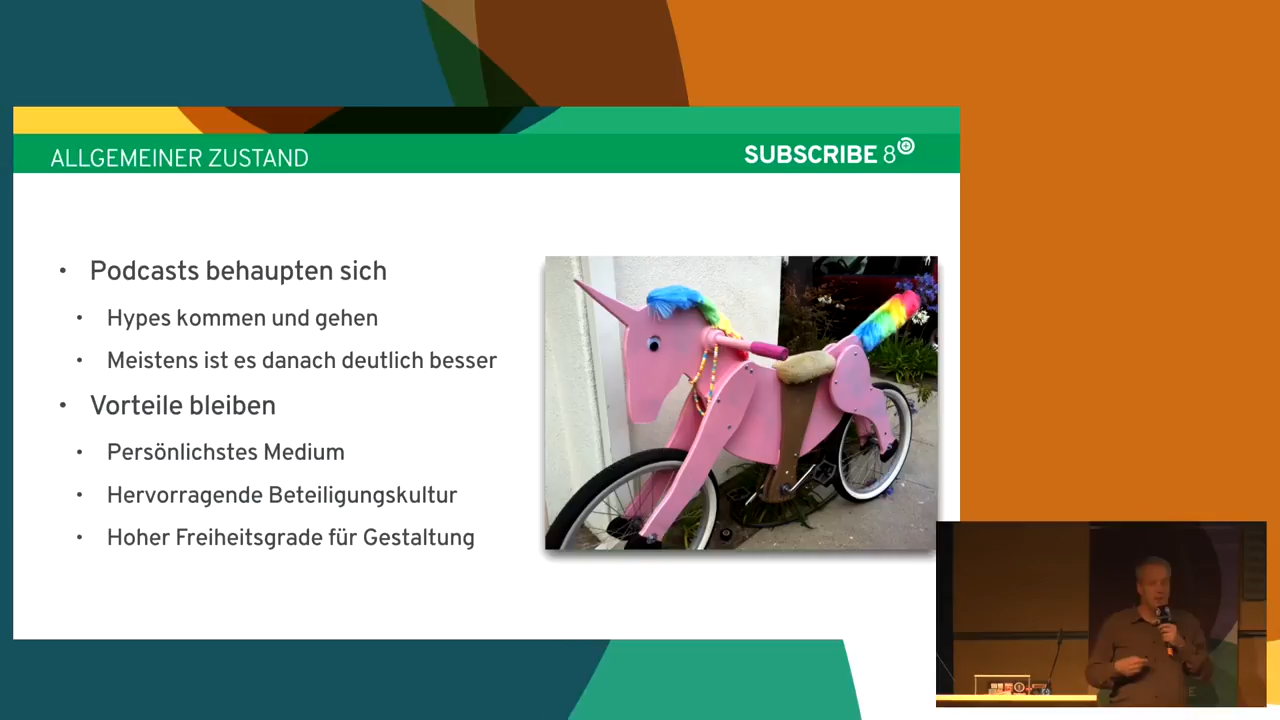 ALLGEMEINER ZUSTAND
SUBSCRIBE 8
• Podcasts behaupten sich
• Hypes kommen und gehen
• Meistens ist es danach deutlich besser
• Vorteile bleiben
• Persönlichstes Medium
• Hervorragende Beteiligungskultur
• Hoher Freiheitsgrade für Gestaltung